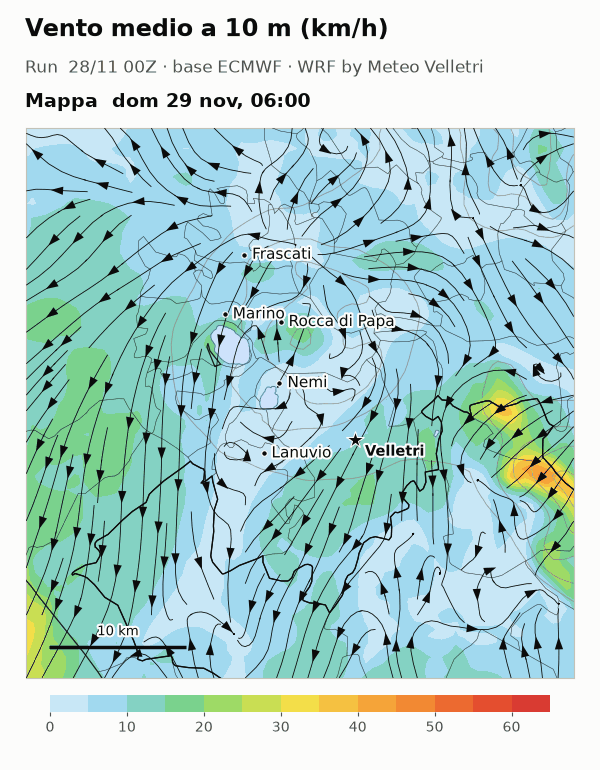 Vento medio a 10 m (km/h)
Run  28/11 00Z · base ECMWF · WRF by Meteo Velletri
Mappa  dom 29 nov, 06:00
Frascati
Marino
Rocca di Papa
Nemi
Velletri
Lanuvio
10 km
0 10 20 30 40 50 60